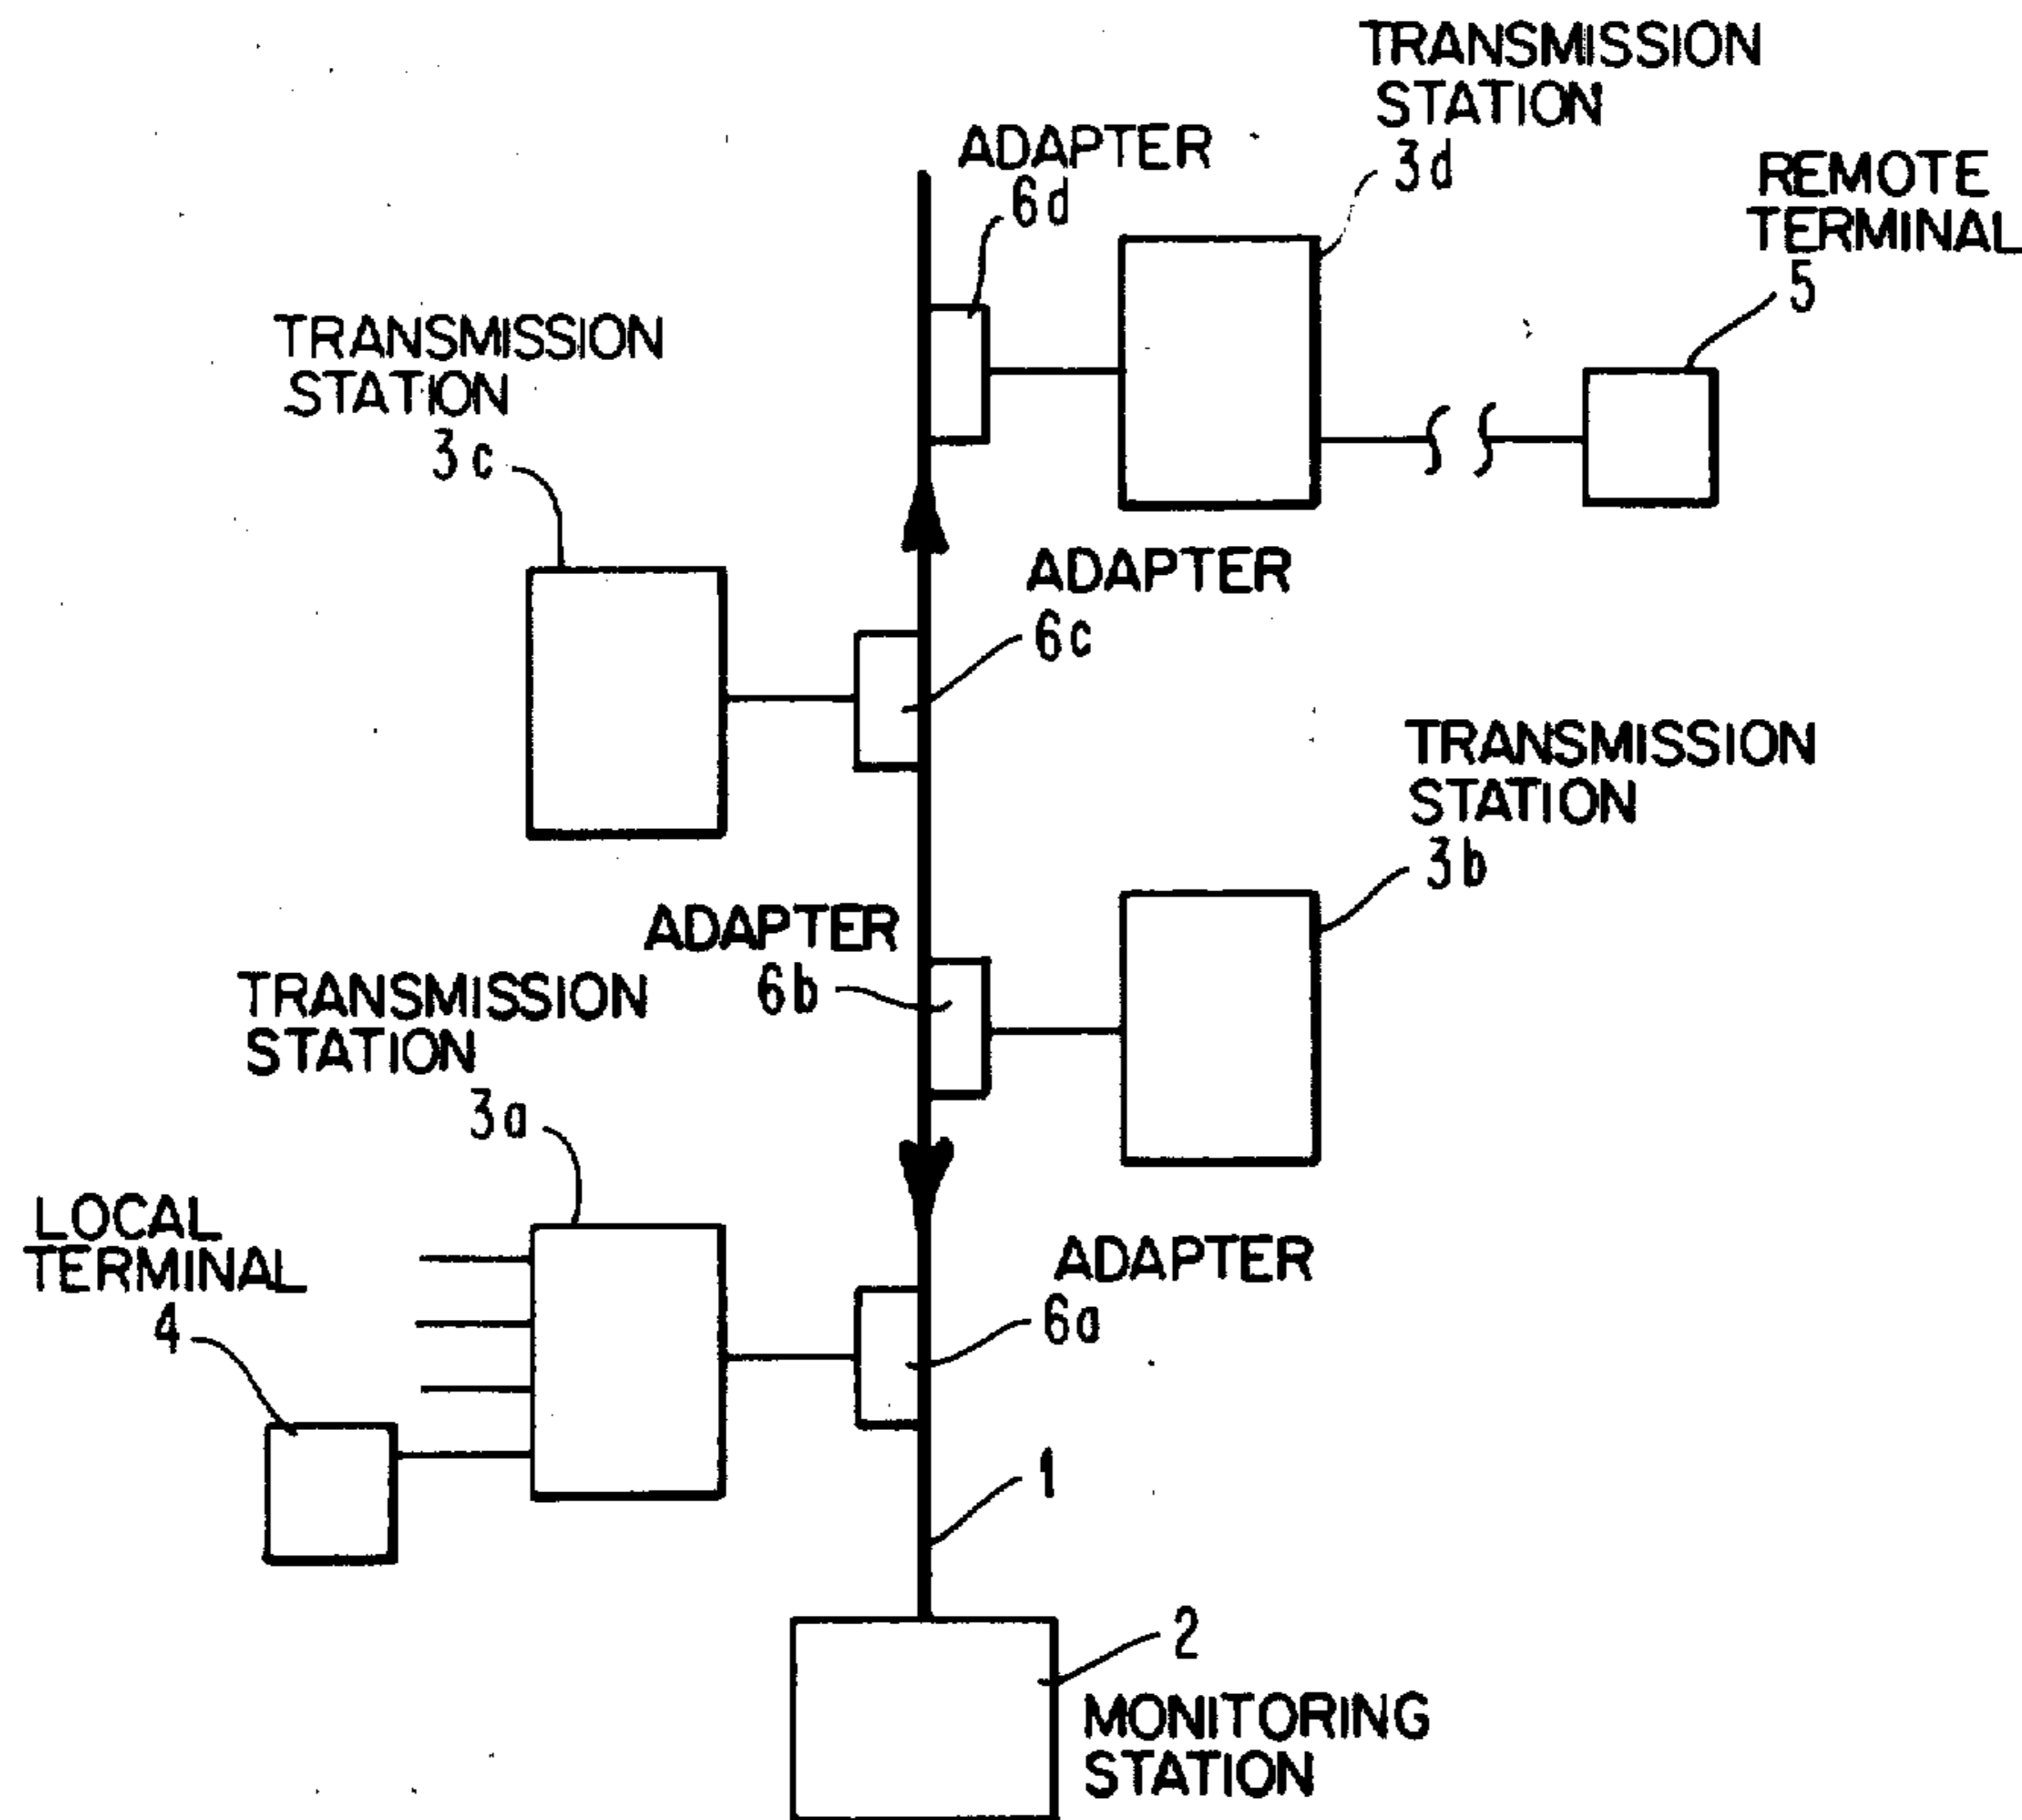 TRANSMISSION
STATION
3d
ADAPTER
6d
REMOTE
TERMINAL
5
TRANSMISSION
STATION
3c
ADAPTER
6c
TRANSMISSION
STATION
3b
ADAPTER
6b
TRANSMISSION
STATION
3a
LOCAL
TERMINAL
4
ADAPTER
6a
1
2
MONITORING
STATION